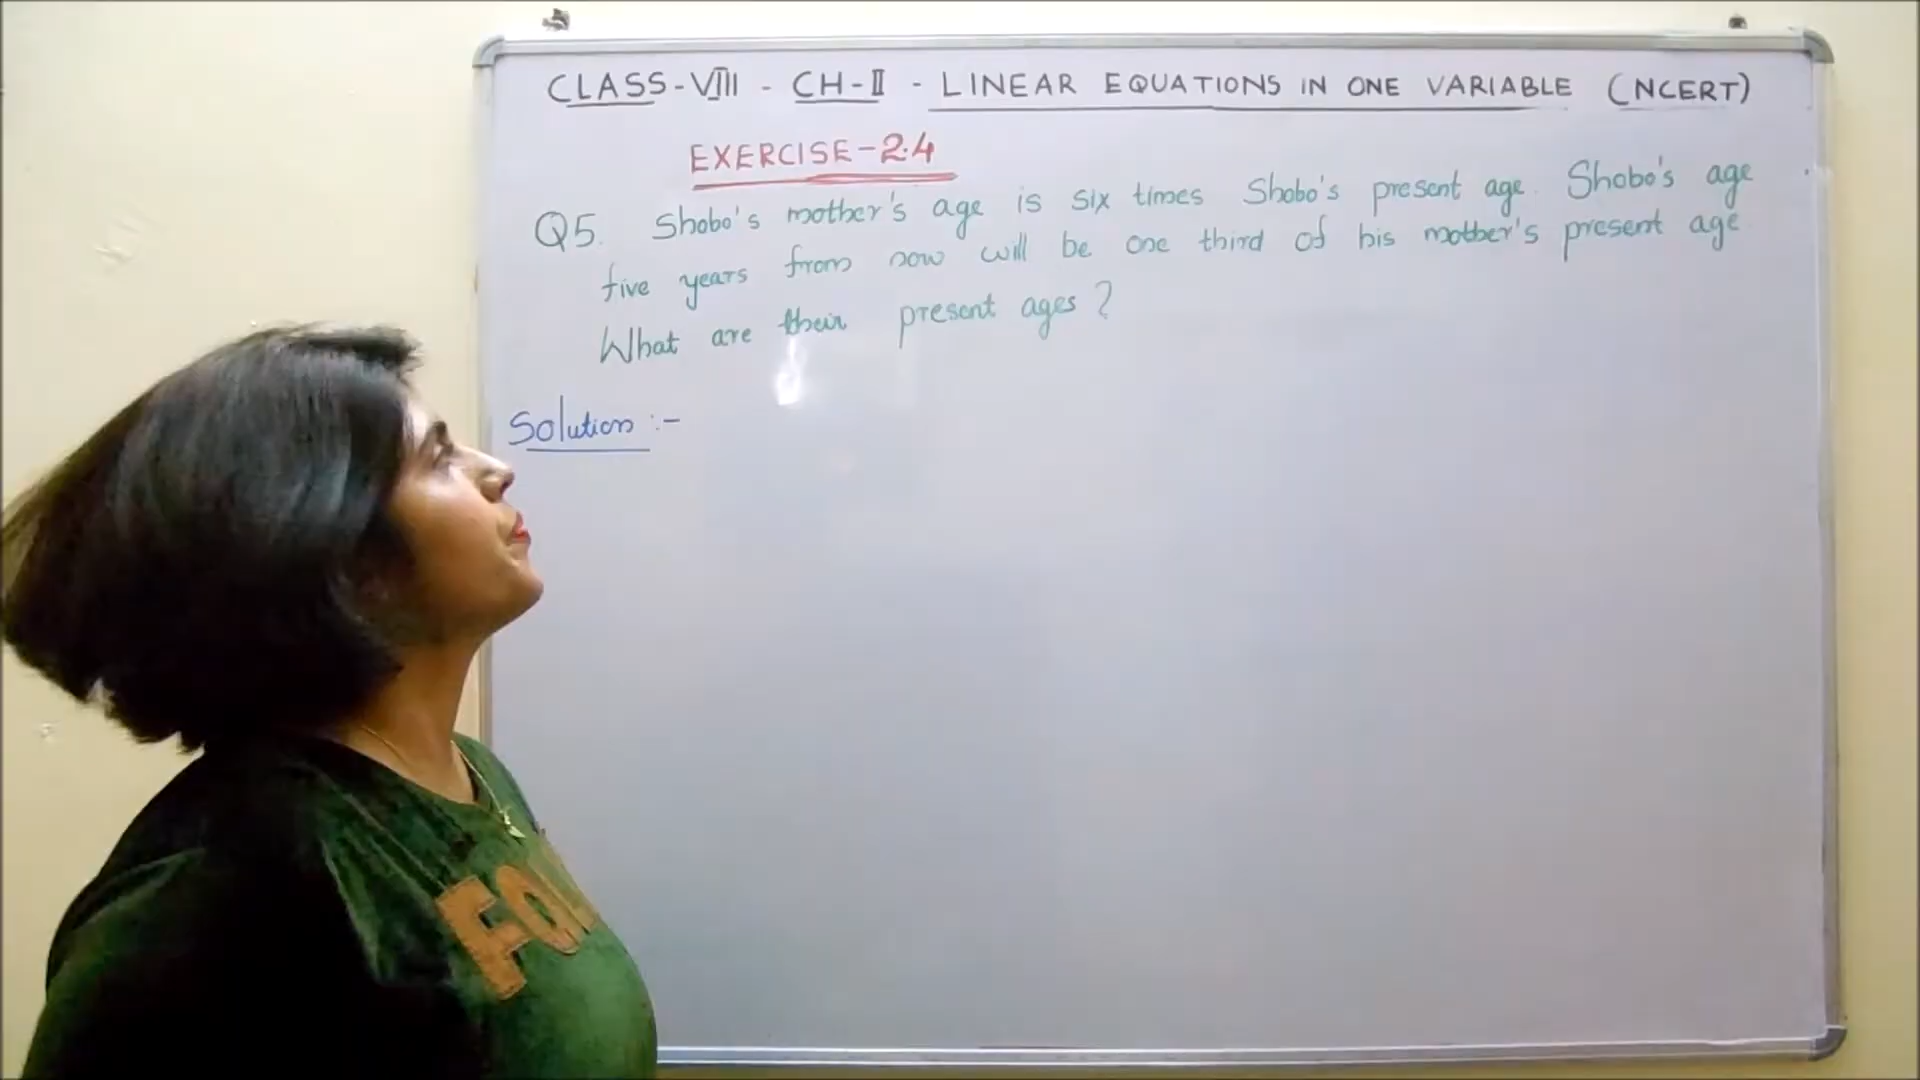 CLASS-VIII - CH-II - LINEAR EQUATIONS IN ONE VARIABLE (NCERT)
EXERCISE-2.4
Q5. Shobo's mother's age is six times Shobo's present age. Shobo's age
five years from now will be one third of his mother's present age
What are their present ages?
Solution :-